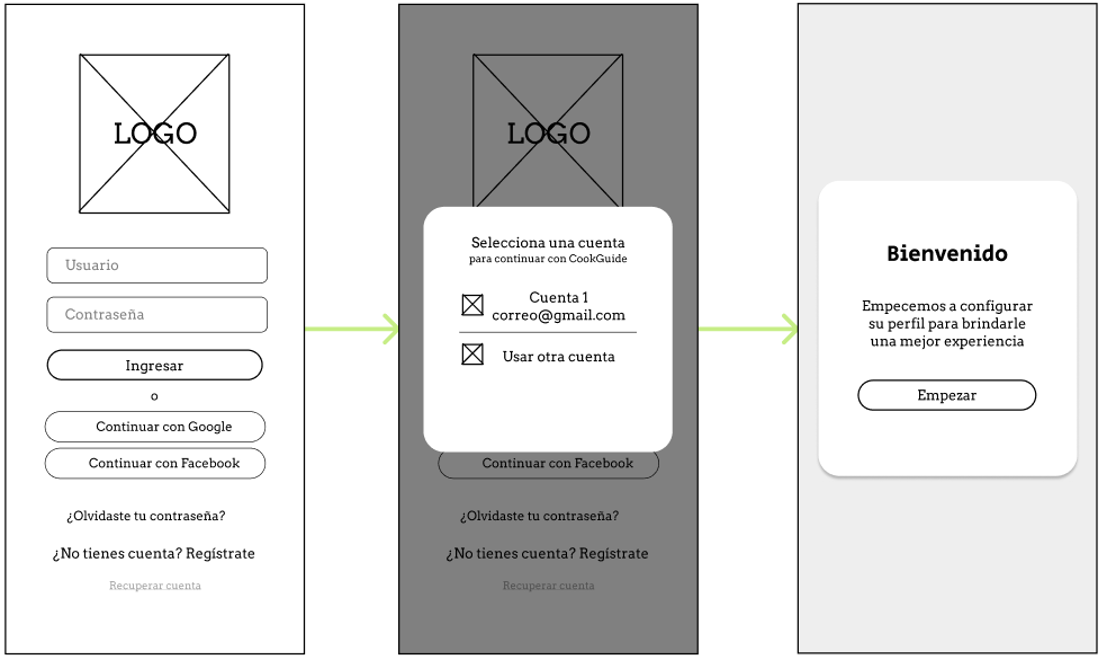 LOGO
Usuario
Contraseña
Ingresar
o
Continuar con Google
Continuar con Facebook
¿Olvidaste tu contraseña?
¿No tienes cuenta? Regístrate
Recuperar cuenta
LOGO
Selecciona una cuenta
para continuar con CookGuide
Cuenta 1
correo@gmail.com
Usar otra cuenta
Continuar con Facebook
¿Olvidaste tu contraseña?
¿No tienes cuenta? Regístrate
Recuperar cuenta
Bienvenido
Empecemos a configurar
su perfil para brindarle
una mejor experiencia
Empezar